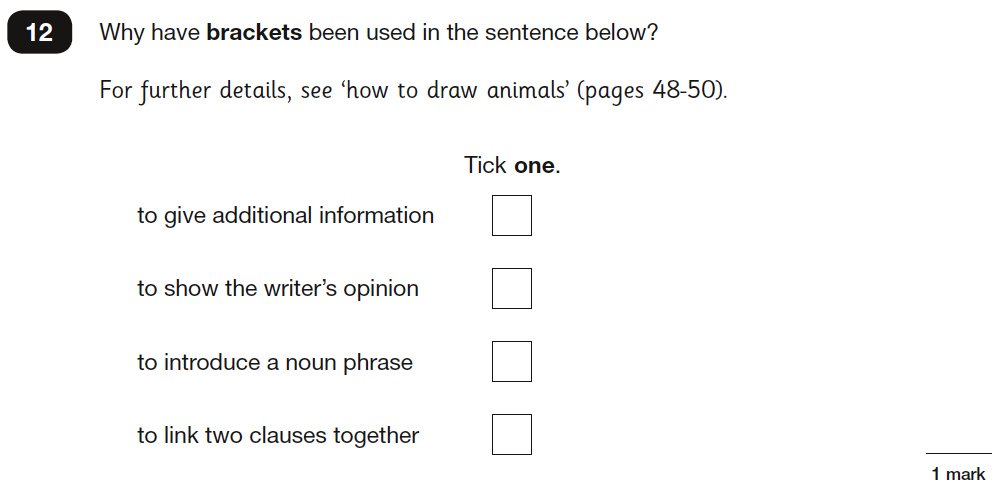 12 Why have brackets been used in the sentence below?
For further details, see ‘how to draw animals’ (pages 48-50).
Tick one.
to give additional information
to show the writer’s opinion
to introduce a noun phrase
to link two clauses together
1 mark